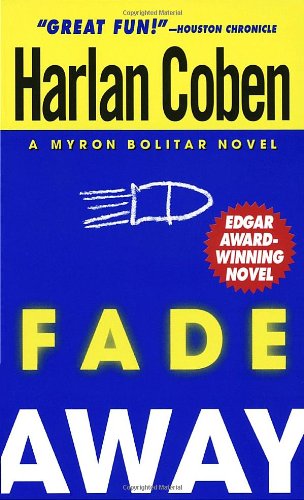 "GREAT FUN!"—HOUSTON CHRONICLE
Harlan Coben
A MYRON BOLITAR NOVEL
EDGAR
AWARD-
WINNING
NOVEL
FADE
AWAY